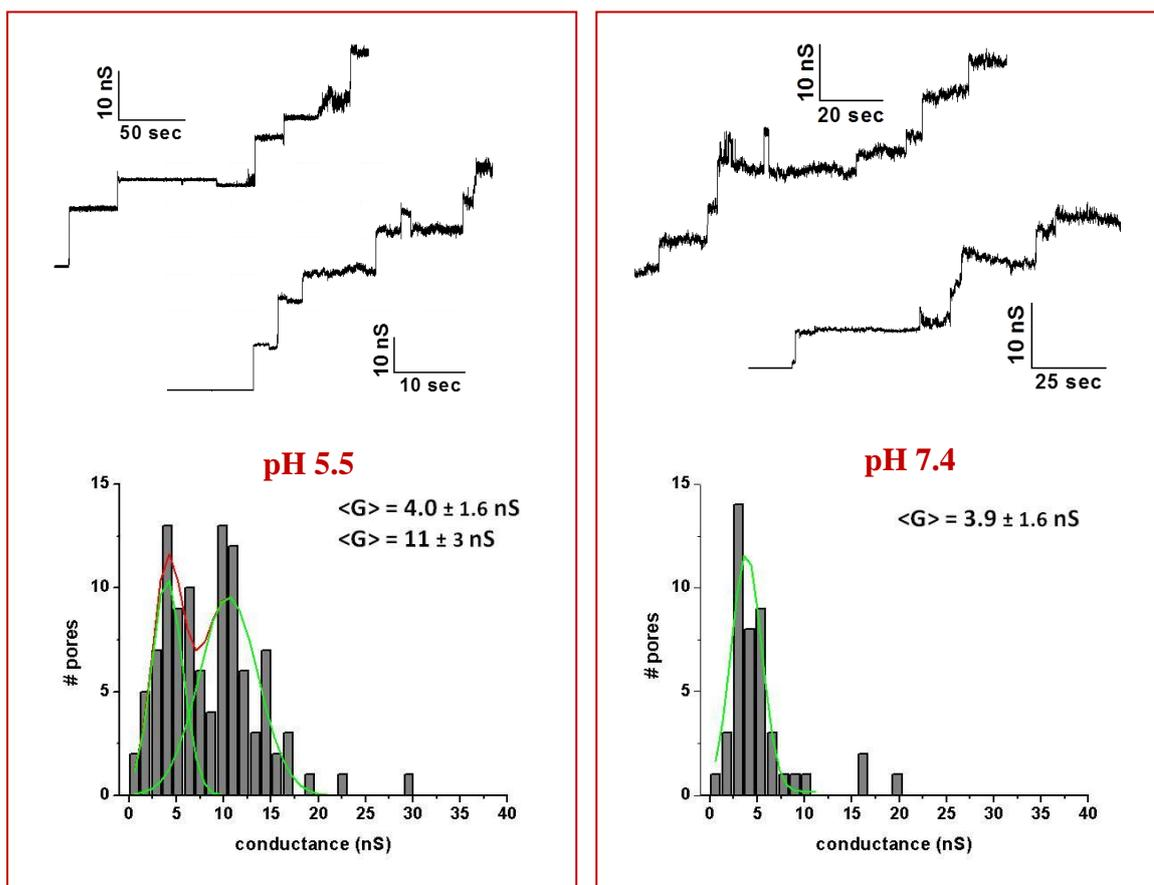 10 nS
50 sec
10 nS
10 sec
pH 5.5
<G> = 4.0 ± 1.6 nS
<G> = 11 ± 3 nS
# pores
15
10
5
0
0 5 10 15 20 25 30 35 40
conductance (nS)
10 nS
20 sec
10 nS
25 sec
pH 7.4
<G> = 3.9 ± 1.6 nS
# pores
15
10
5
0
0 5 10 15 20 25 30 35 40
conductance (nS)